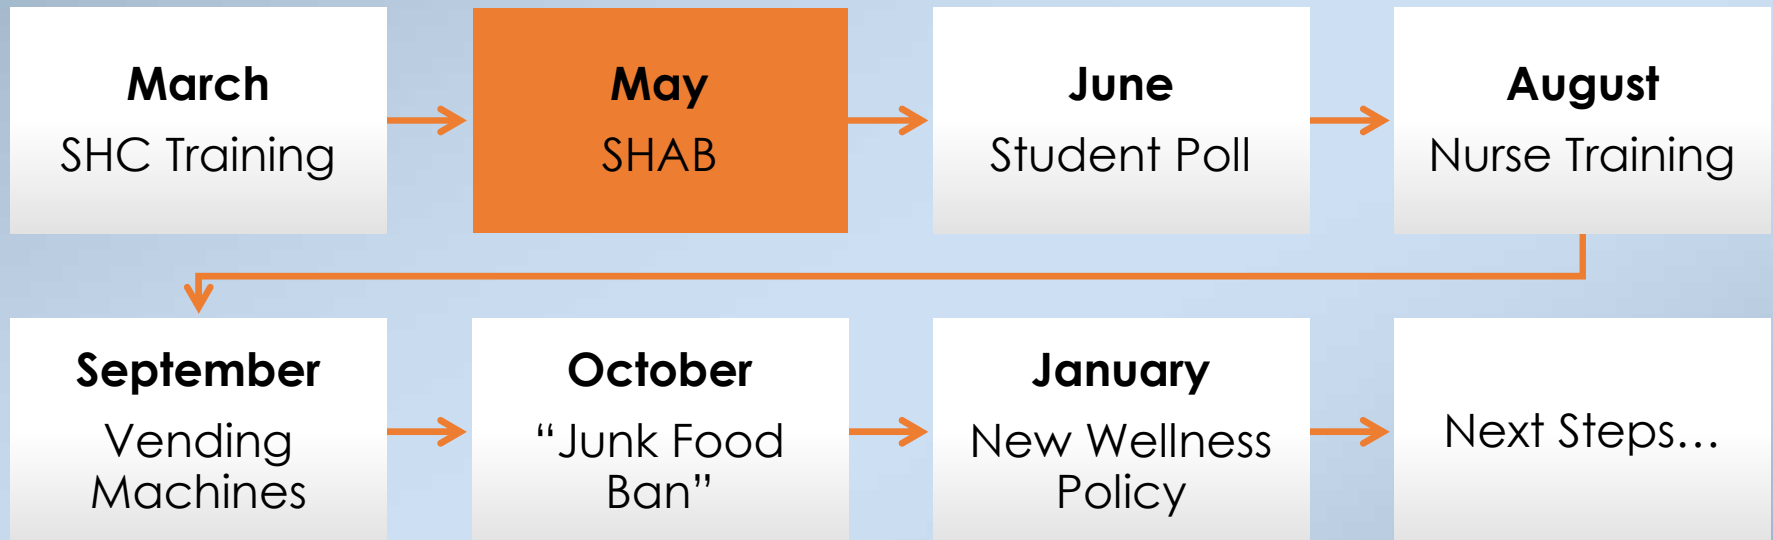 March
SHC Training
May
SHAB
June
Student Poll
August
Nurse Training
September
Vending
Machines
October
“Junk Food
Ban”
January
New Wellness
Policy
Next Steps…